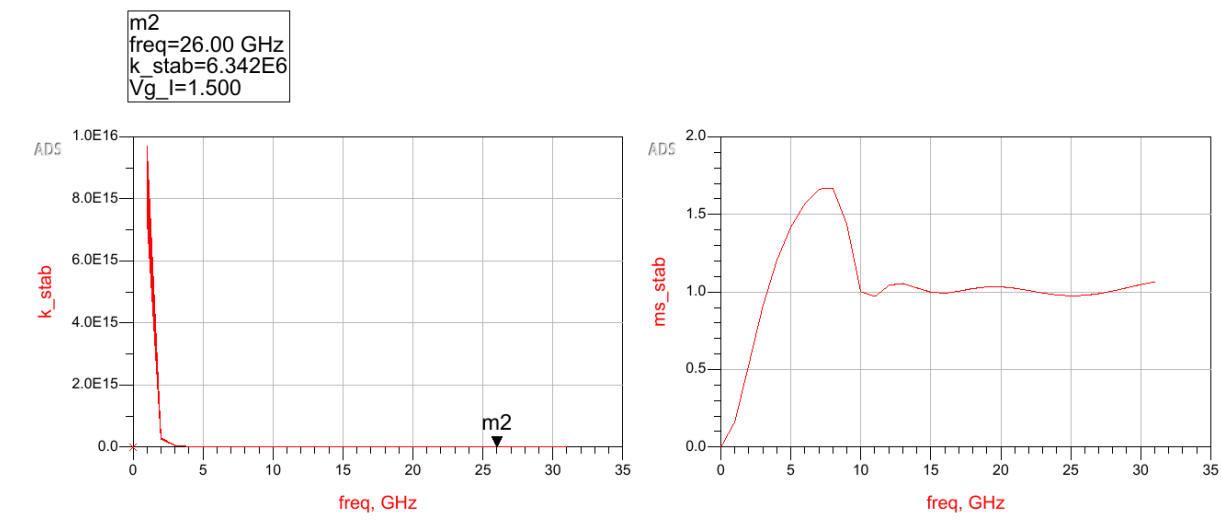 m2
freq=26.00 GHz
k_stab=6.342E6
Vg_I=1.500
ADS
1.0E16
8.0E15
6.0E15
4.0E15
2.0E15
0.0
k_stab
m2
0 5 10 15 20 25 30 35
freq, GHz
ADS
2.0
1.5
1.0
0.5
0.0
ms_stab
0 5 10 15 20 25 30 35
freq, GHz